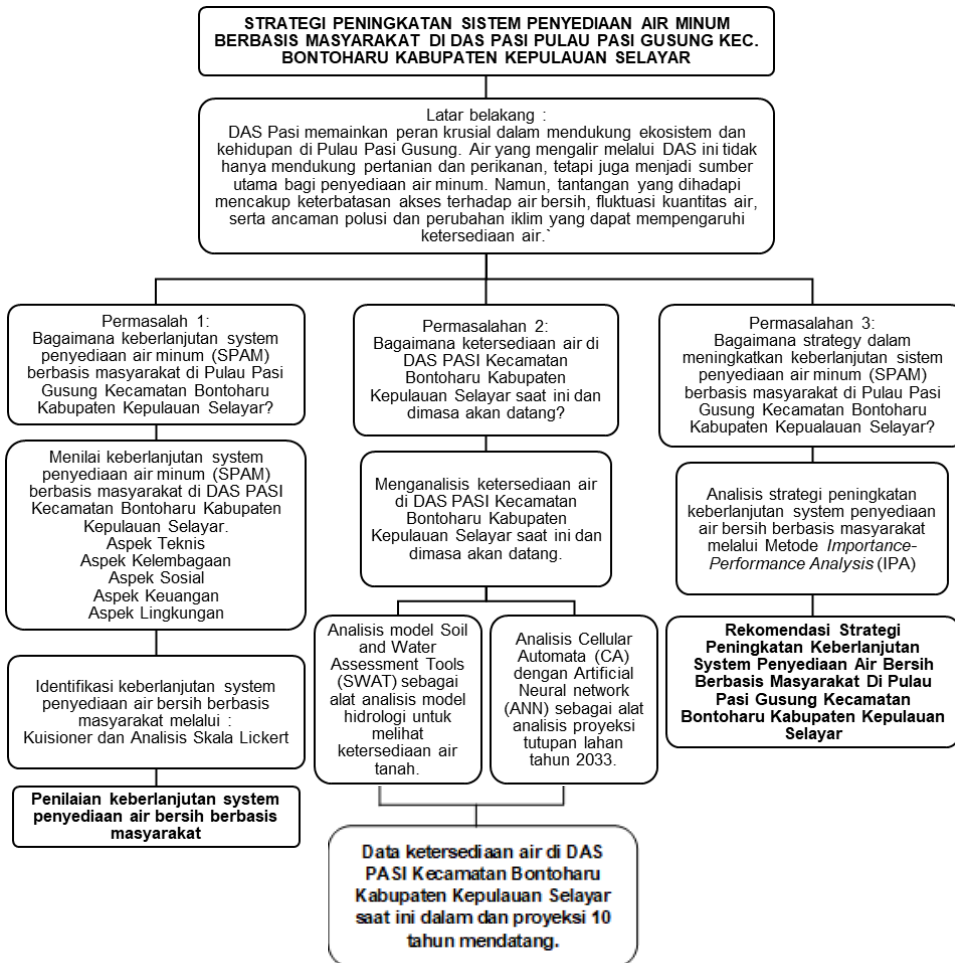 STRATEGI PENINGKATAN SISTEM PENYEDIAAN AIR MINUM
BERBASIS MASYARAKAT DI DAS PASI PULAU PASI GUSUNG KEC.
BONTOHARU KABUPATEN KEPULAUAN SELAYAR
Latar belakang :
DAS Pasi memainkan peran krusial dalam mendukung ekosistem dan
kehidupan di Pulau Pasi Gusung. Air yang mengalir melalui DAS ini tidak
hanya mendukung pertanian dan perikanan, tetapi juga menjadi sumber
utama bagi penyediaan air minum. Namun, tantangan yang dihadapi
mencakup keterbatasan akses terhadap air bersih, fluktuasi kuantitas air,
serta ancaman polusi dan perubahan iklim yang dapat mempengaruhi
ketersediaan air.`
Permasalah 1:
Bagaimana keberlanjutan system
penyediaan air minum (SPAM)
berbasis masyarakat di Pulau Pasi
Gusung Kecamatan Bontoharu
Kabupaten Kepulauan Selayar?
Menilai keberlanjutan system
penyediaan air minum (SPAM)
berbasis masyarakat di DAS PASI
Kecamatan Bontoharu Kabupaten
Kepulauan Selayar.
Aspek Teknis
Aspek Kelembagaan
Aspek Sosial
Aspek Keuangan
Aspek Lingkungan
Identifikasi keberlanjutan system
penyediaan air bersih berbasis
masyarakat melalui :
Kuisioner dan Analisis Skala Lickert
Penilaian keberlanjutan system
penyediaan air bersih berbasis
masyarakat
Permasalahan 2:
Bagaimana ketersediaan air di
DAS PASI Kecamatan
Bontoharu Kabupaten
Kepulauan Selayar saat ini dan
dimasa akan datang?
Menganalisis ketersediaan air
di DAS PASI Kecamatan
Bontoharu Kabupaten
Kepulauan Selayar saat ini dan
dimasa akan datang.
Analisis model Soil
and Water
Assessment Tools
(SWAT) sebagai
alat analisis model
hidrologi untuk
melihat
ketersediaan air
tanah.
Analisis Cellular
Automata (CA)
dengan Artificial
Neural network
(ANN) sebagai alat
analisis proyeksi
tutupan lahan
tahun 2033.
Data ketersediaan air di DAS
PASI Kecamatan Bontoharu
Kabupaten Kepulauan Selayar
saat ini dalam dan proyeksi 10
tahun mendatang.
Permasalahan 3:
Bagaimana strategy dalam
meningkatkan keberlanjutan sistem
penyediaan air minum (SPAM)
berbasis masyarakat di Pulau Pasi
Gusung Kecamatan Bontoharu
Kabupaten Kepualauan Selayar?
Analisis strategi peningkatan
keberlanjutan system penyediaan
air bersih berbasis masyarakat
melalui Metode Importance-
Performance Analysis (IPA)
Rekomendasi Strategi
Peningkatan Keberlanjutan
System Penyediaan Air Bersih
Berbasis Masyarakat Di Pulau
Pasi Gusung Kecamatan
Bontoharu Kabupaten Kepulauan
Selayar